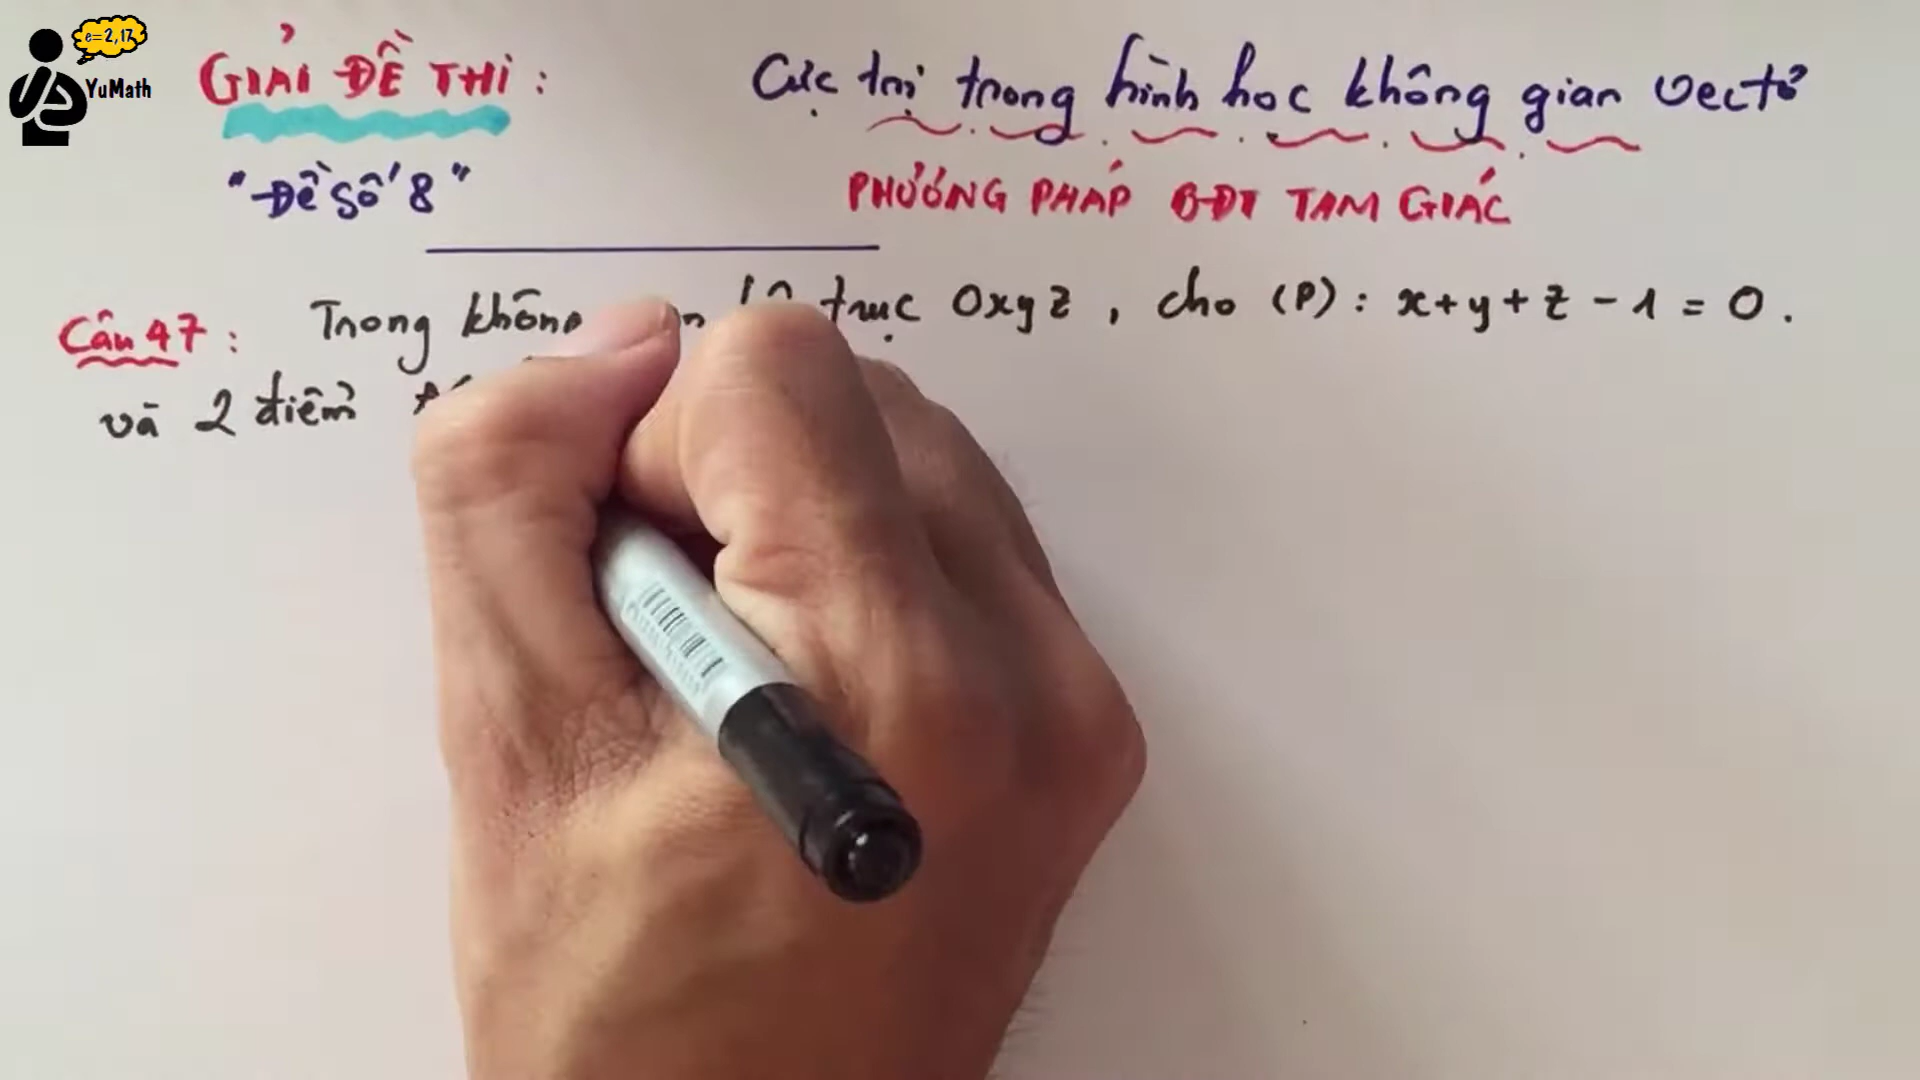 e=2,17
YuMath
GIẢI ĐỀ THI :
Cực trị trong hình học không gian vectơ
"Đề số 8"
PHƯƠNG PHÁP BĐT TAM GIÁC
Câu 47 : Trong không trục Oxyz , cho (P) : x+y+z-1=0.
và 2 điểm